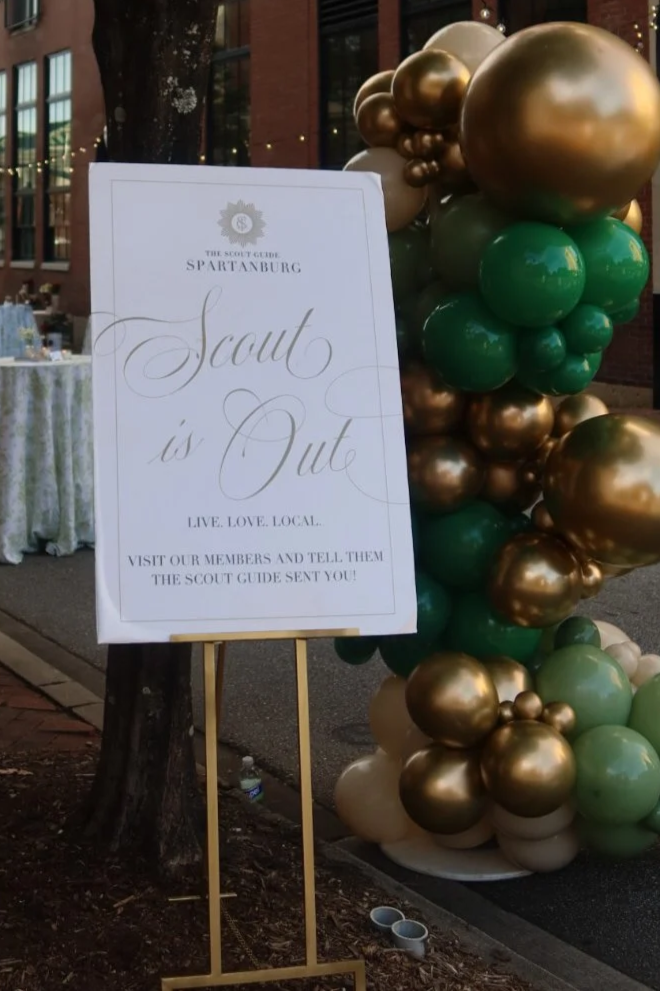 THE SCOUT GUIDE
SPARTANBURG
Scout
is Out
LIVE. LOVE. LOCAL.
VISIT OUR MEMBERS AND TELL THEM
THE SCOUT GUIDE SENT YOU!